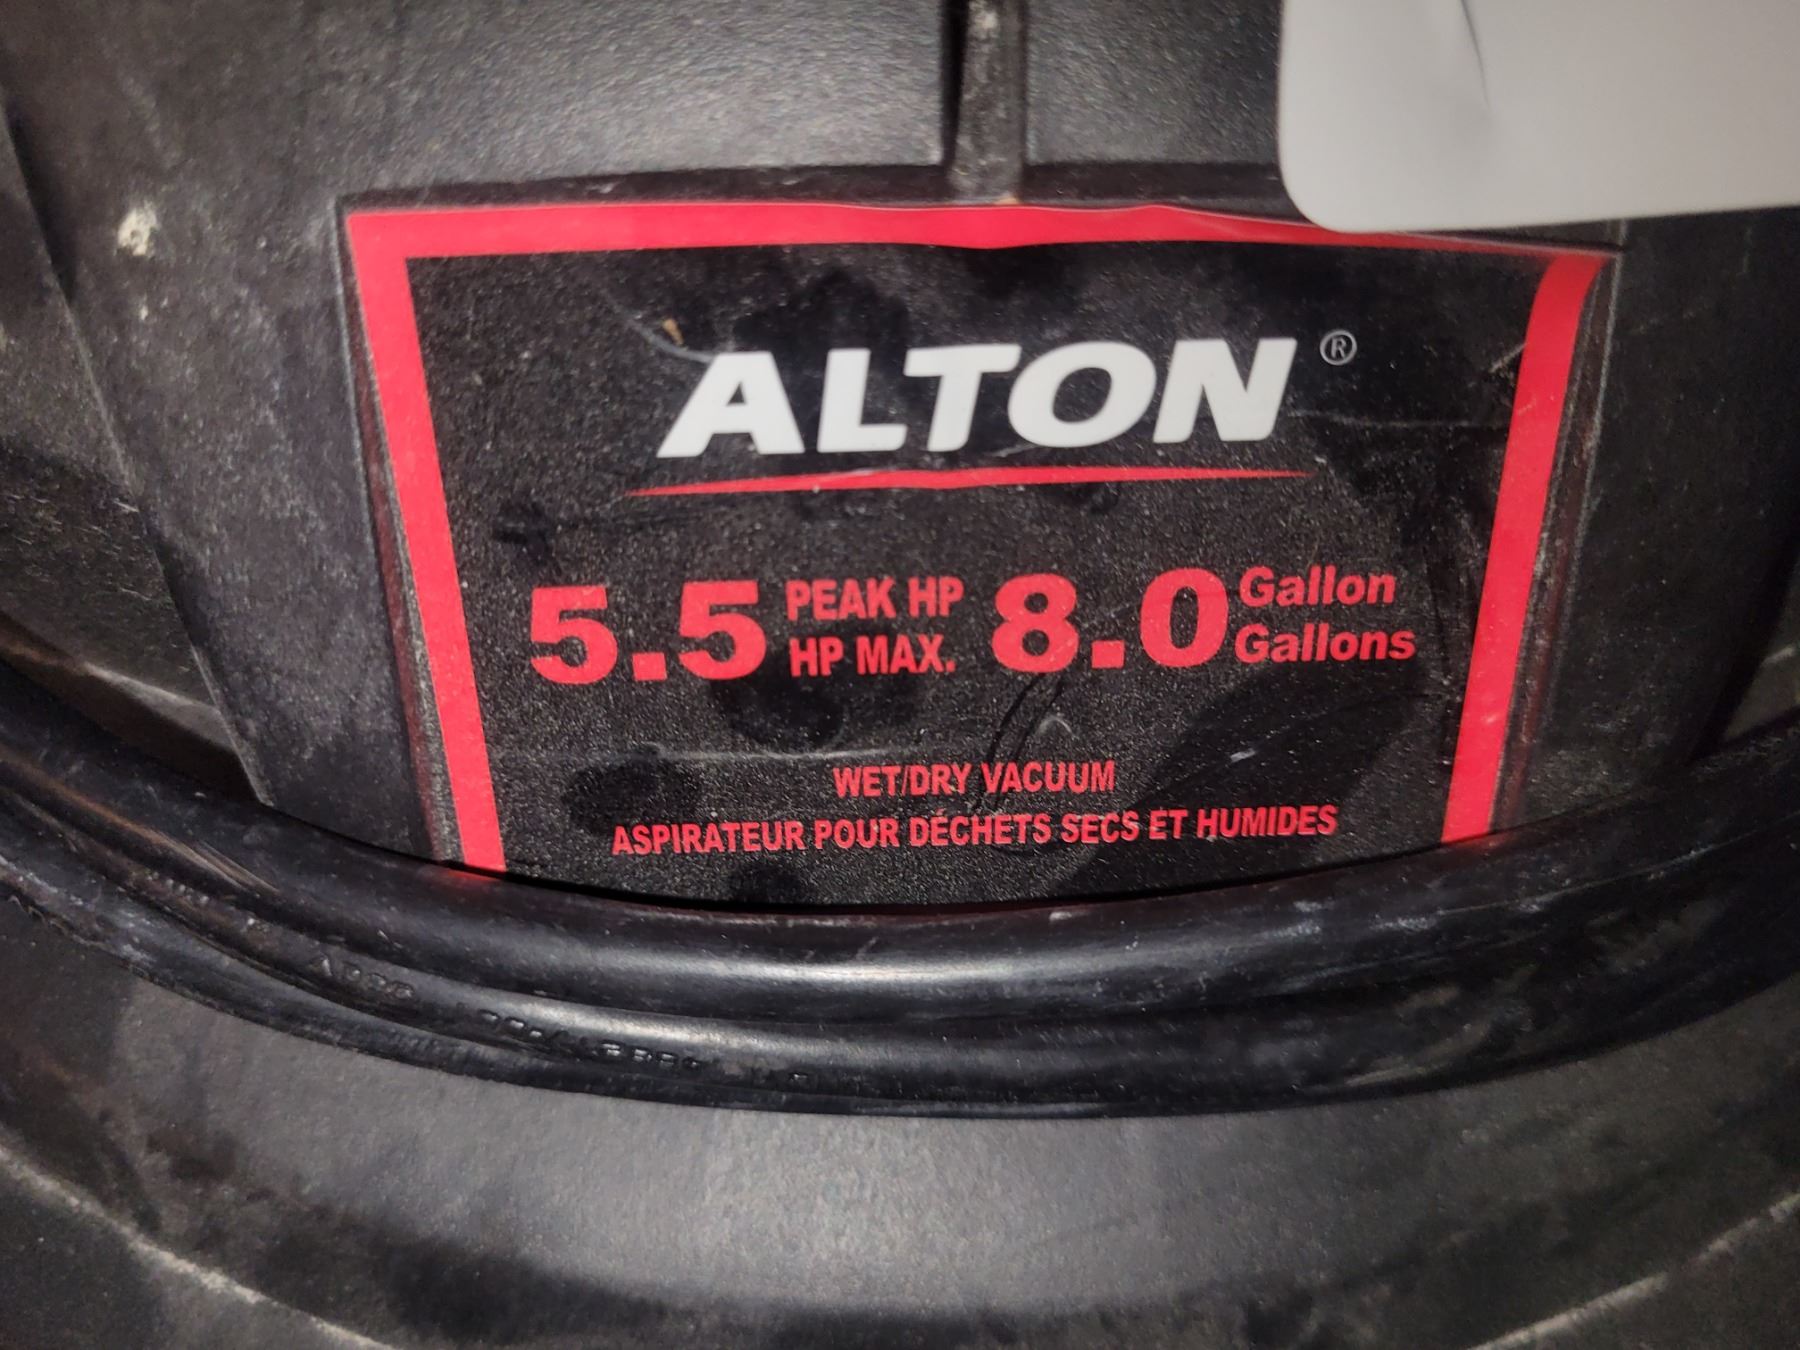 ALTON®
5.5 PEAK HP 8.0 Gallon
HP MAX. Gallons
WET/DRY VACUUM
ASPIRATEUR POUR DÉCHETS SECS ET HUMIDES